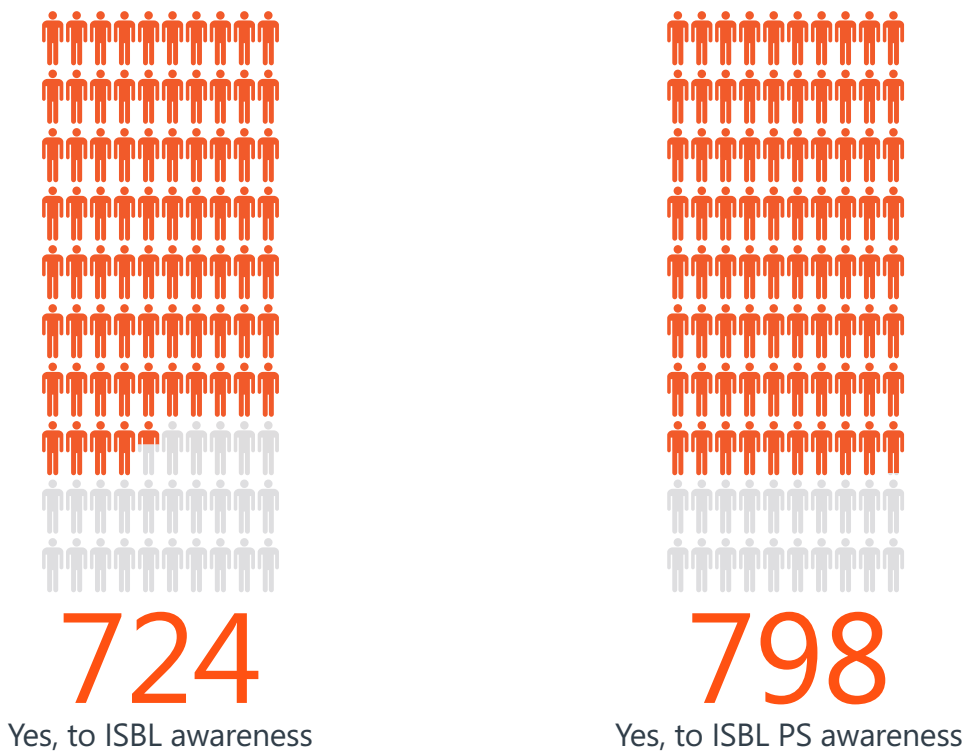 724
Yes, to ISBL awareness
798
Yes, to ISBL PS awareness